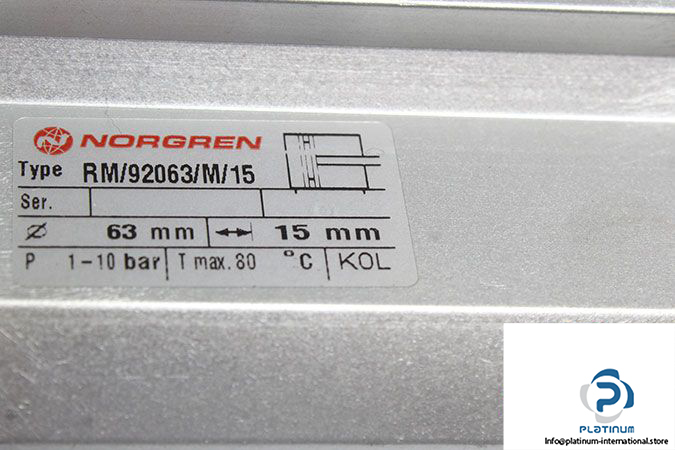 NORGREN
Type RM/92063/M/15
Ser.
⌀ 63 mm ↔ 15 mm
P 1-10 bar T max. 80 °C KOL
PLATINUM
Info@platinum-international.store